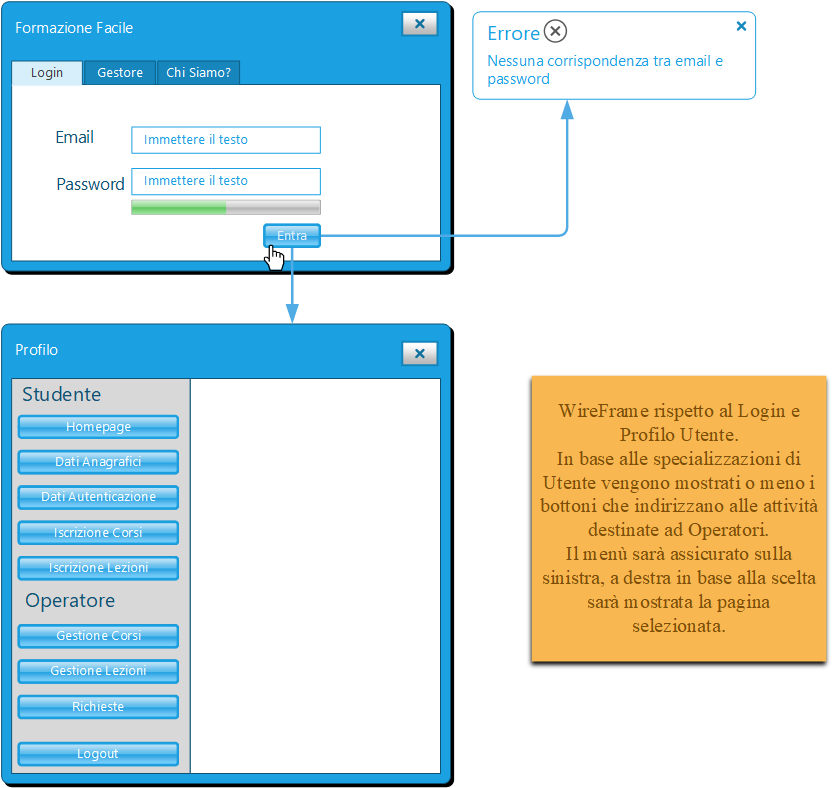 Formazione Facile
Login Gestore Chi Siamo?
Email Immettere il testo
Password Immettere il testo
Entra
Errore
Nessuna corrispondenza tra email e
password
Profilo
Studente
Homepage
Dati Anagrafici
Dati Autenticazione
Iscrizione Corsi
Iscrizione Lezioni
Operatore
Gestione Corsi
Gestione Lezioni
Richieste
Logout
WireFrame rispetto al Login e
Profilo Utente.
In base alle specializzazioni di
Utente vengono mostrati o meno i
bottoni che indirizzano alle attività
destinate ad Operatori.
Il menù sarà assicurato sulla
sinistra, a destra in base alla scelta
sarà mostrata la pagina
selezionata.